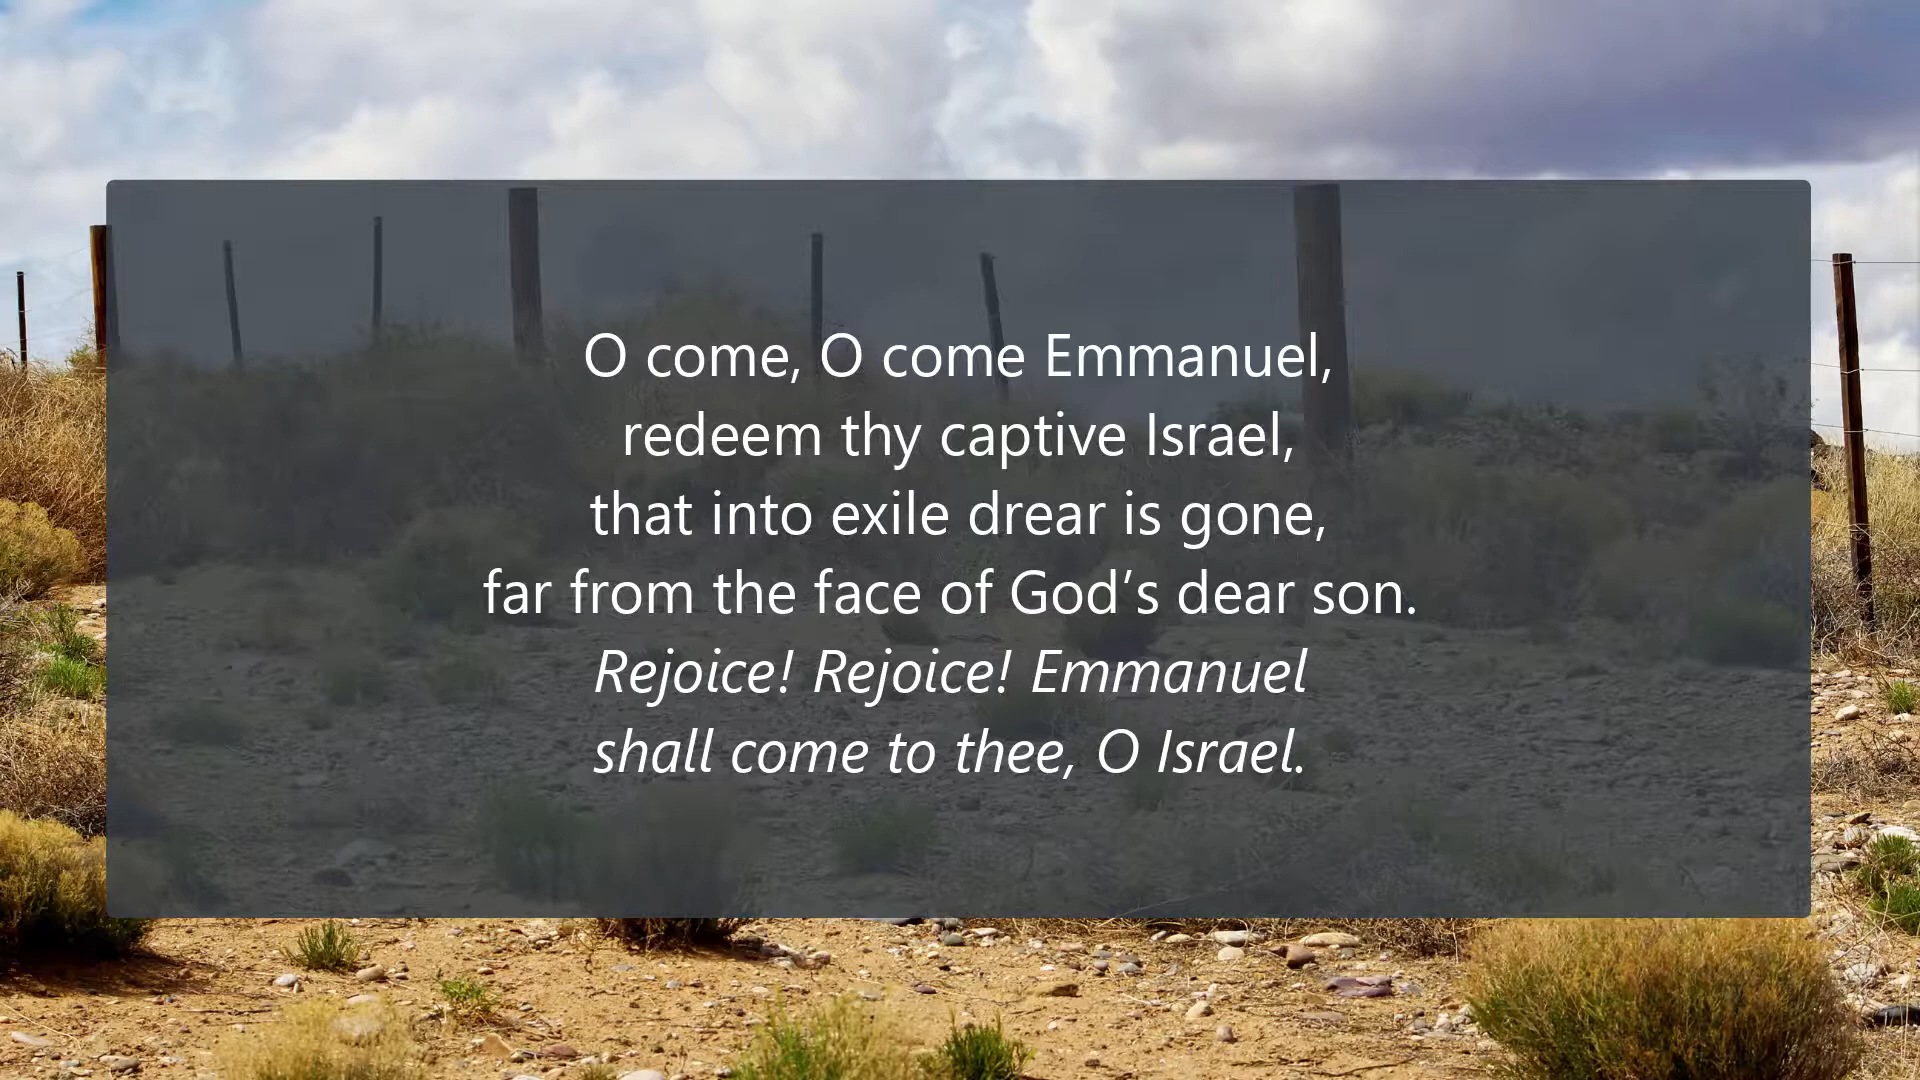 O come, O come Emmanuel,
redeem thy captive Israel,
that into exile drear is gone,
far from the face of God’s dear son.
Rejoice! Rejoice! Emmanuel
shall come to thee, O Israel.